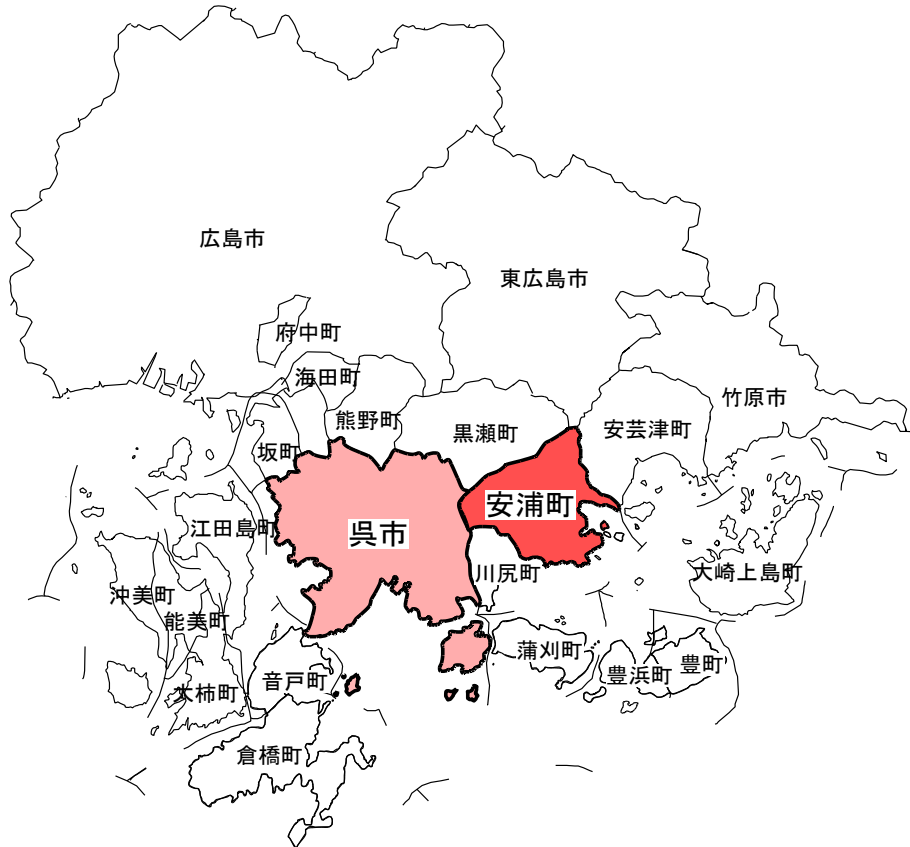 広島市
東広島市
府中町
海田町
竹原市
熊野町
安芸津町
黒瀬町
坂町
安浦町
江田島町
呉市
川尻町
大崎上島町
沖美町
能美町
蒲刈町
豊町
豊浜町
音戸町
大柿町
倉橋町